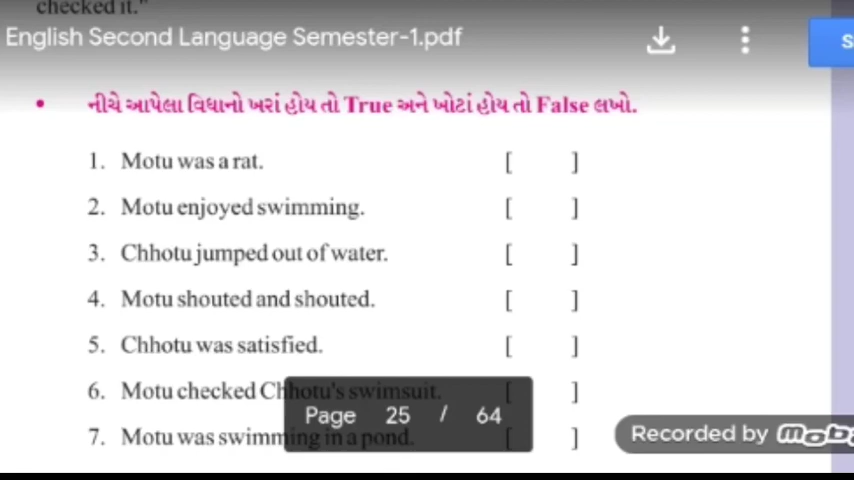 checked it."
English Second Language Semester-1.pdf
• નીચે આપેલા વિધાનો ખરાં હોય તો True અને ખોટાં હોય તો False લખો.
1. Motu was a rat. [ ]
2. Motu enjoyed swimming. [ ]
3. Chhotu jumped out of water. [ ]
4. Motu shouted and shouted. [ ]
5. Chhotu was satisfied. [ ]
6. Motu checked Chhotu's swimsuit. [ ]
Page 25 / 64
7. Motu was swimming in a pond. [ ]
Recorded by